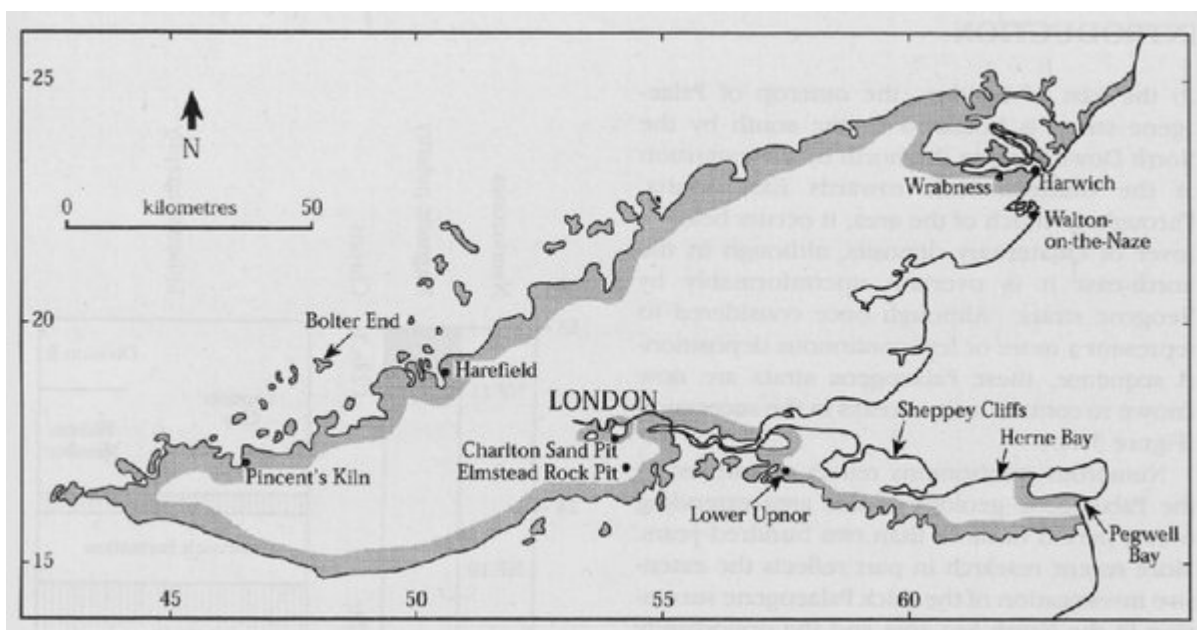 25
N
0 kilometres 50
Wrabness
Harwich
Walton-
on-the-Naze
20
Bolter End
Harefield
LONDON
Sheppey Cliffs
Charlton Sand Pit
Herne Bay
Elmstead Rock Pit
Pincent's Kiln
Lower Upnor
Pegwell
Bay
15
45 50 55 60